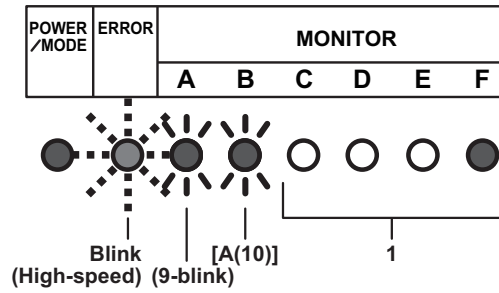 POWER
/MODE
ERROR
MONITOR
A B C D E F
Blink
(High-speed)
(9-blink)
[A(10)]
1